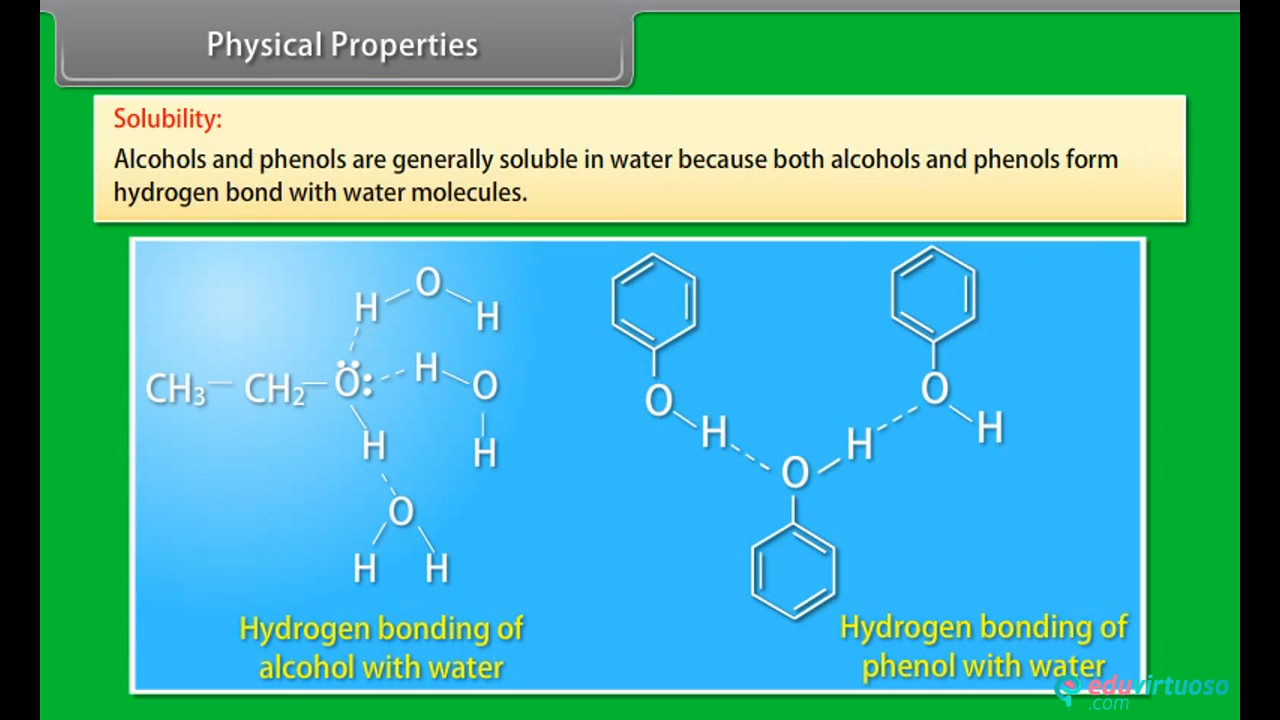 Physical Properties
Solubility:
Alcohols and phenols are generally soluble in water because both alcohols and phenols form
hydrogen bond with water molecules.
H O H
CH₃ CH₂ O H O
H
H
O
H H
O H O H
O H
Hydrogen bonding of
alcohol with water
Hydrogen bonding of
phenol with water
eduvirtuoso
.com